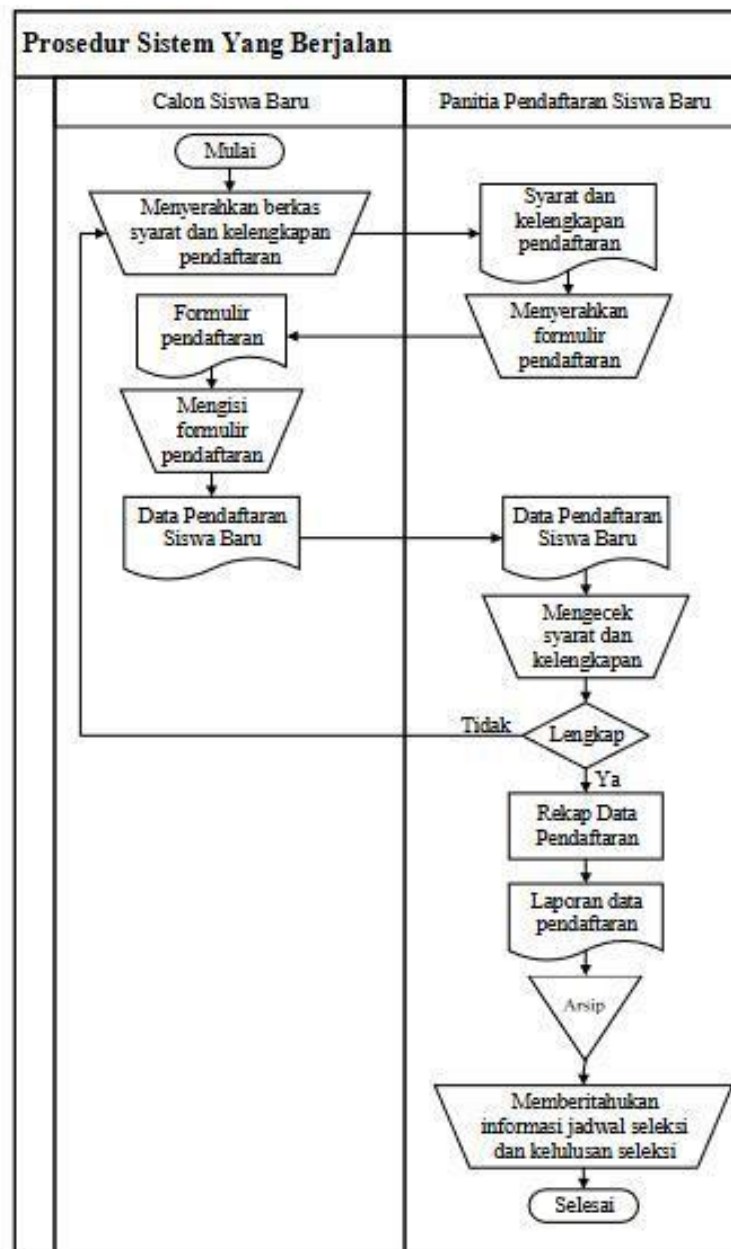 Prosedur Sistem Yang Berjalan
Calon Siswa Baru
Panitia Pendaftaran Siswa Baru
Mulai
Menyerahkan berkas
syarat dan kelengkapan
pendaftaran
Syarat dan
kelengkapan
pendaftaran
Menyerahkan
formulir
pendaftaran
Formulir
pendaftaran
Mengisi
formulir
pendaftaran
Data Pendaftaran
Siswa Baru
Data Pendaftaran
Siswa Baru
Mengecek
syarat dan
kelengkapan
Lengkap
Tidak
Ya
Rekap Data
Pendaftaran
Laporan data
pendaftaran
Arsip
Memberitahukan
informasi jadwal seleksi
dan kelulusan seleksi
Selesai